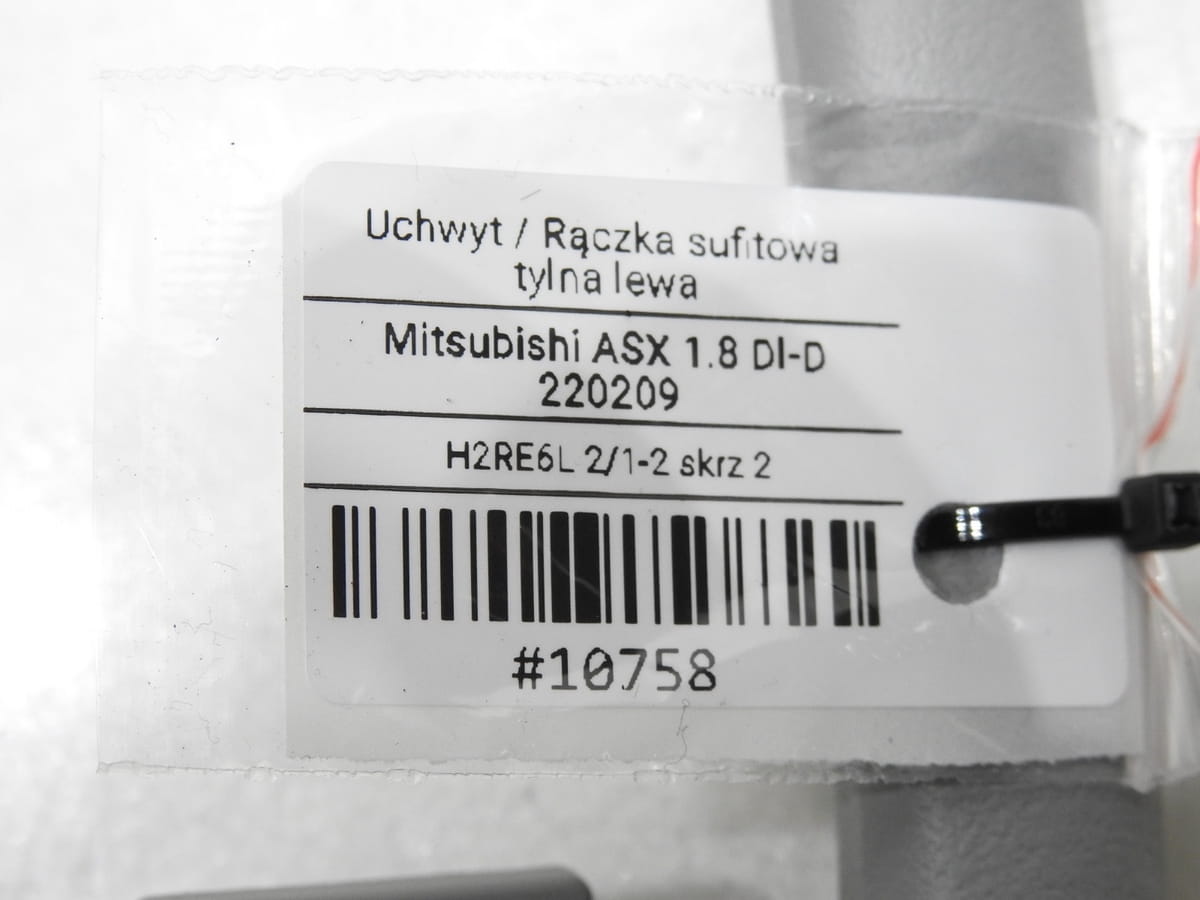 Uchwyt / Rączka sufitowa
tylna lewa
Mitsubishi ASX 1.8 DI-D
220209
H2RE6L 2/1-2 skrz 2
#10758